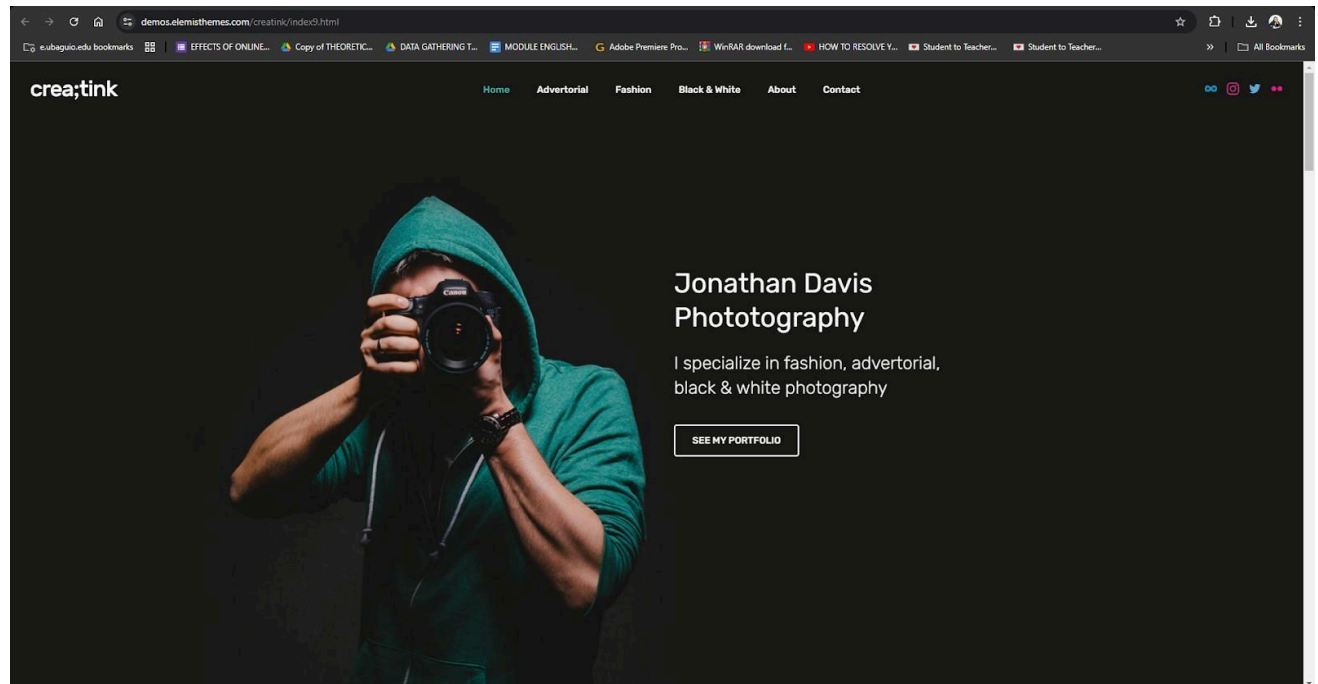 demos.elemisthemes.com/creatink/index9.html
e.ubaguio.edu bookmarks
EFFECTS OF ONLINE...
Copy of THEORETIC...
DATA GATHERING T...
MODULE ENGLISH...
Adobe Premiere Pro...
WinRAR download f...
HOW TO RESOLVE Y...
Student to Teacher...
Student to Teacher...
All Bookmarks
crea;tink
Home Advertorial Fashion Black & White About Contact
Canon
Jonathan Davis
Phototography
I specialize in fashion, advertorial,
black & white photography
SEE MY PORTFOLIO